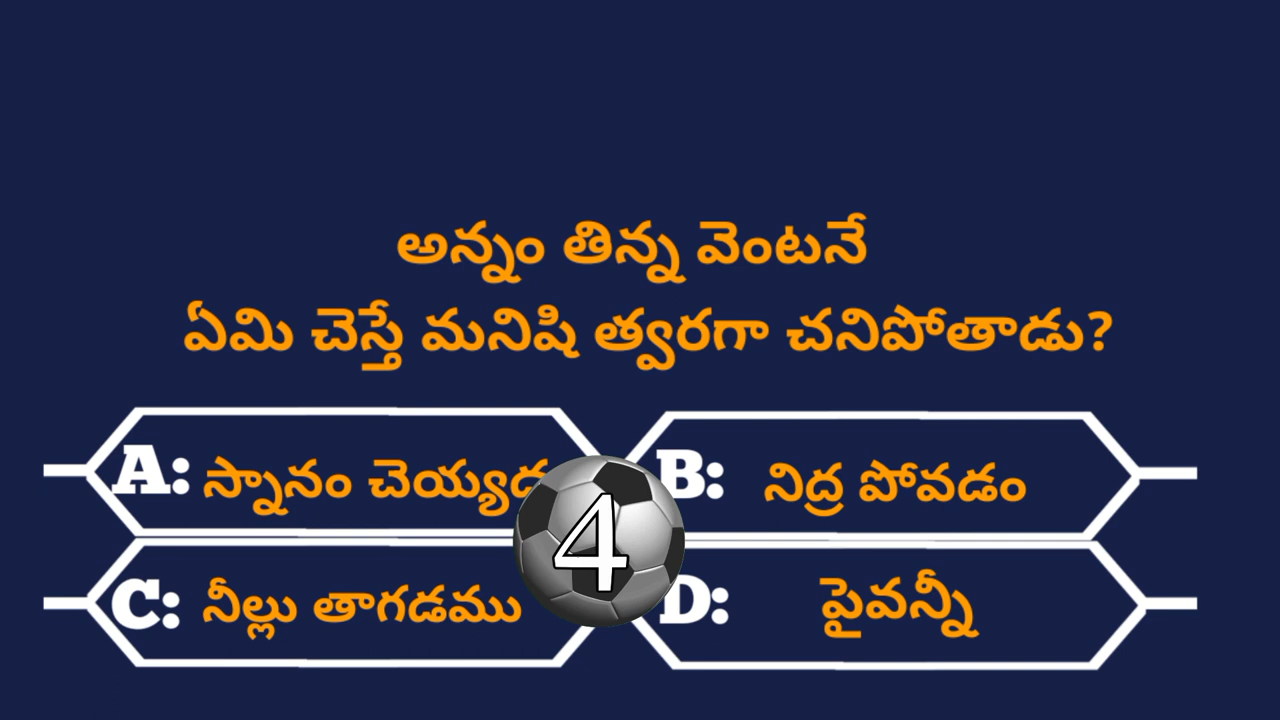 అన్నం తిన్న వెంటనే
ఏమి చేస్తే మనిషి త్వరగా చనిపోతాడు?
A: స్నానం చెయ్యడ
B: నిద్ర పోవడం
4
C: నీల్లు తాగడము
D: పైవన్నీ